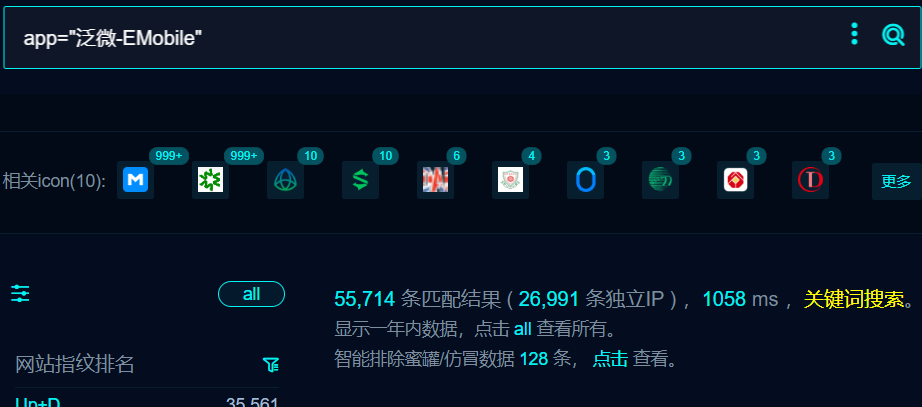 app="泛微-EMobile"
999+ 999+ 10 10 6 4 3 3 3 3
相关icon(10): 更多
all
55,714 条匹配结果 ( 26,991 条独立IP ) ，1058 ms ，关键词搜索。
显示一年内数据，点击 all 查看所有。
智能排除蜜罐/仿冒数据 128 条， 点击 查看。
网站指纹排名
35,561